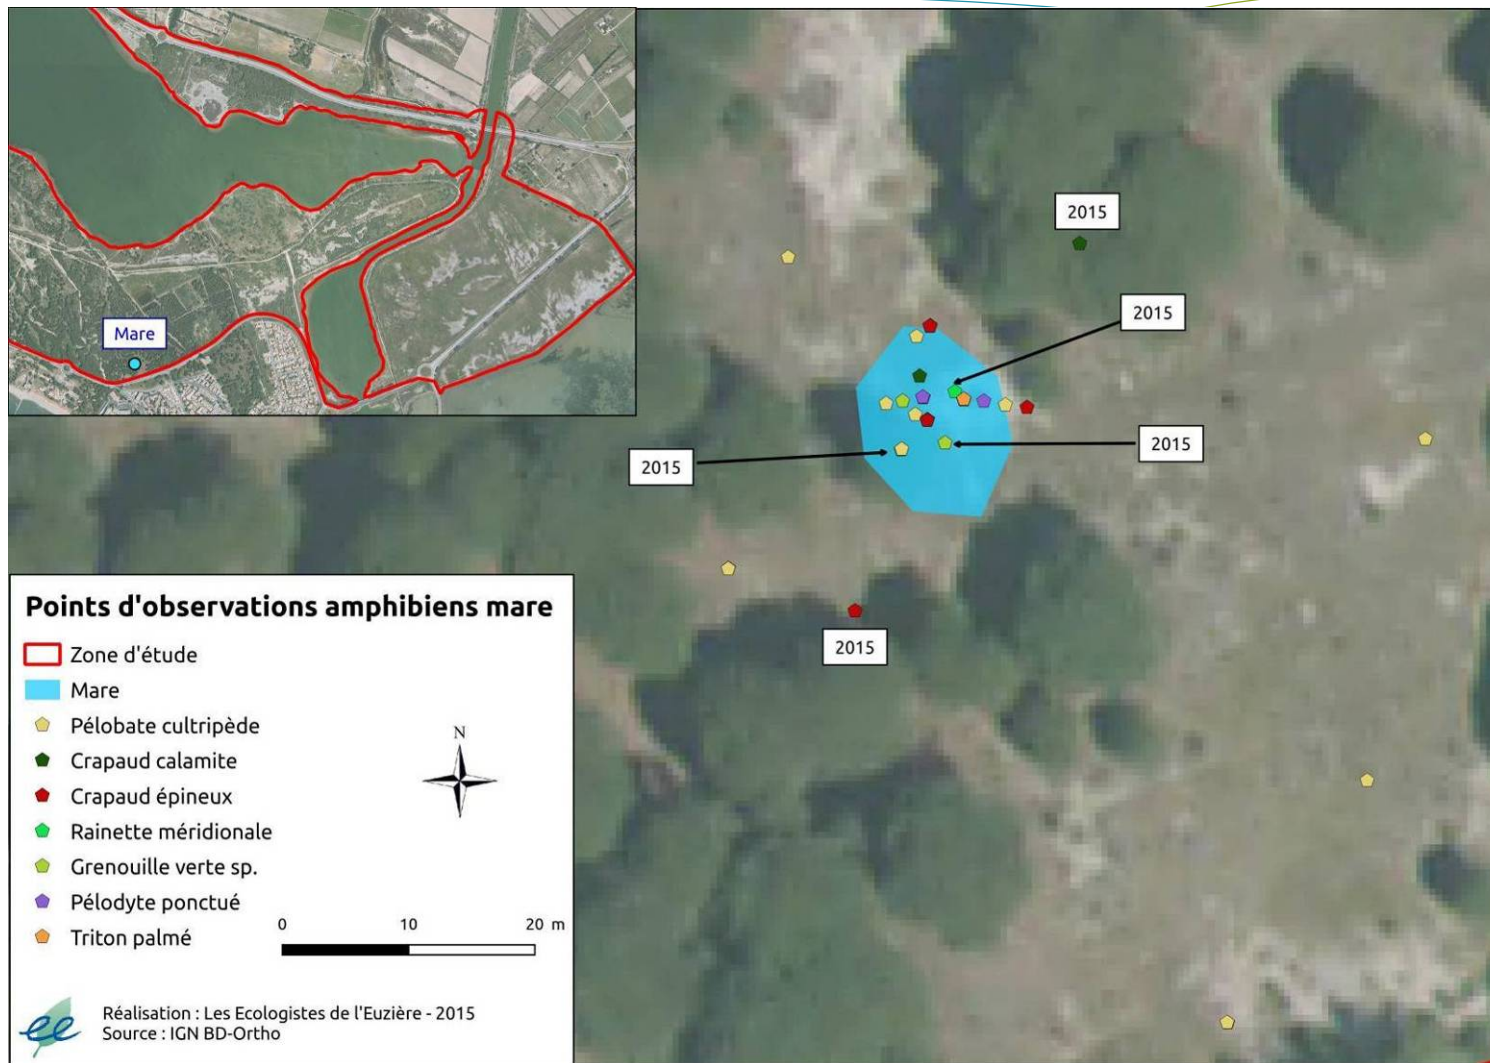 Mare
2015
2015
2015
2015
2015
Points d'observations amphibiens mare
Zone d'étude
Mare
Pélobate cultripède
Crapaud calamite
Crapaud épineux
Rainette méridionale
Grenouille verte sp.
Pélodyte ponctué
Triton palmé
N
0 10 20 m
ee
Réalisation : Les Ecologistes de l'Euzière - 2015
Source : IGN BD-Ortho